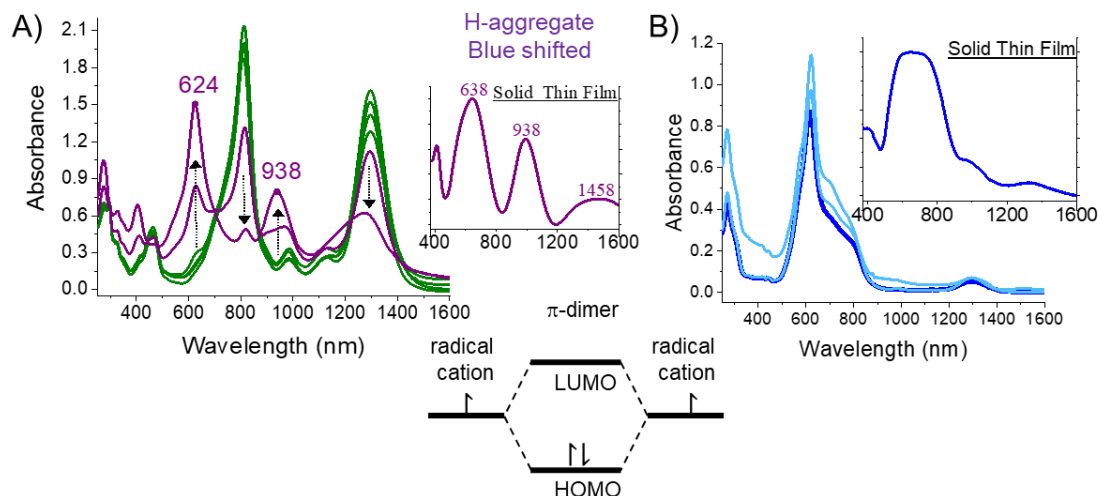 A)
H-aggregate
Blue shifted
Absorbance
2.1
1.8
1.5
1.2
0.9
0.6
0.3
0.0
624
938
400 600 800 1000 1200 1400 1600
Wavelength (nm)
Solid Thin Film
638
938
1458
400 800 1200 1600
B)
Absorbance
1.2
1.0
0.8
0.6
0.4
0.2
0.0
400 600 800 1000 1200 1400 1600
Wavelength (nm)
Solid Thin Film
400 800 1200 1600
π-dimer
radical
cation
LUMO
radical
cation
HOMO